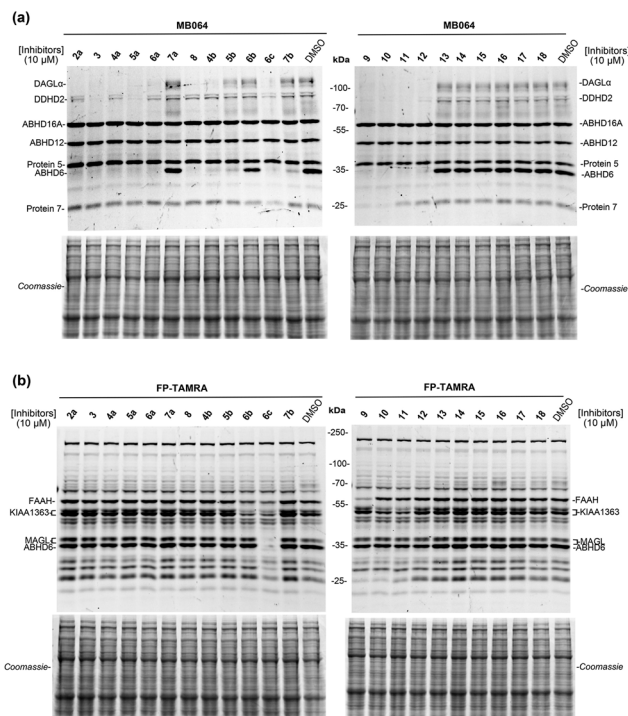 (a)
MB064
MB064
[Inhibitors] (10 µM)
2a 3 4a 5a 6a 7a 8 4b 5b 6b 6c 7b DMSO
kDa
9 10 11 12 13 14 15 16 17 18 DMSO
[Inhibitors] (10 µM)
DAGLα-
-100-
-DAGLα
DDHD2-
-70-
-DDHD2
ABHD16A-
-55-
-ABHD16A
ABHD12-
-ABHD12
Protein 5-
-35-
-Protein 5
ABHD6-
-ABHD6
Protein 7-
-25-
-Protein 7
Coomassie-
-Coomassie
(b)
FP-TAMRA
FP-TAMRA
[Inhibitors] (10 µM)
2a 3 4a 5a 6a 7a 8 4b 5b 6b 6c 7b DMSO
kDa
9 10 11 12 13 14 15 16 17 18 DMSO
[Inhibitors] (10 µM)
-250-
-100-
-70-
FAAH-
-55-
-FAAH
KIAA1363-
-KIAA1363
MAGL-
-35-
-MAGL
ABHD6-
-ABHD6
-25-
Coomassie-
-Coomassie